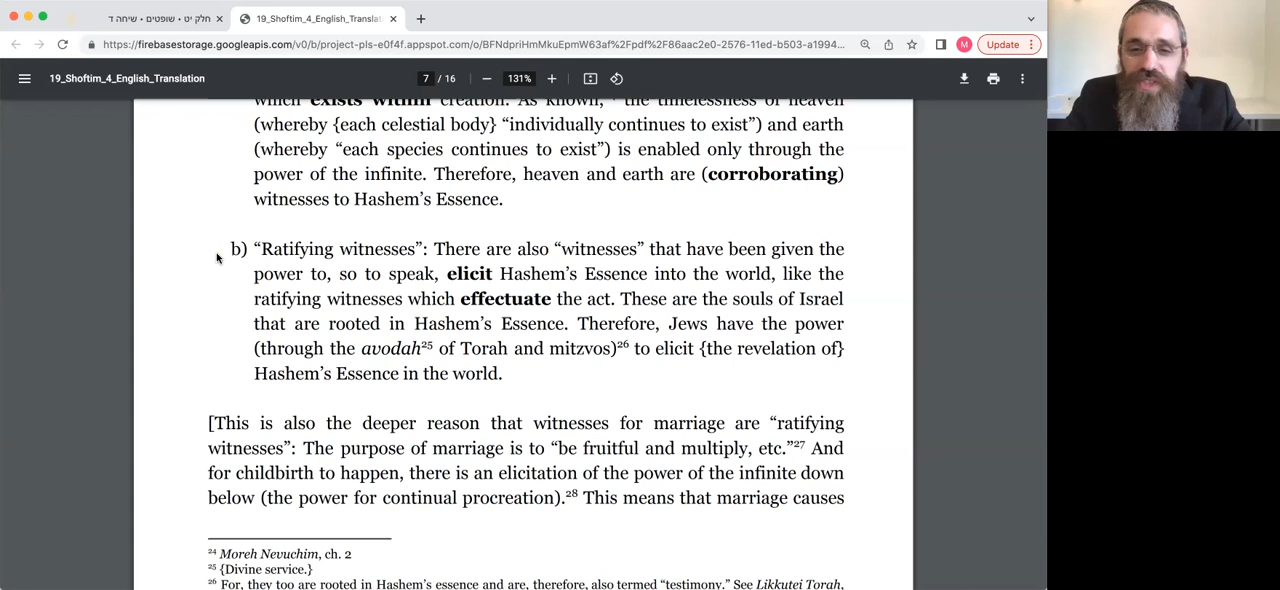 חלק יט • שופטים • שיחה ד
19_Shoftim_4_English_Translat
https://firebasestorage.googleapis.com/v0/b/project-pls-e0f4f.appspot.com/o/BFNdpriHmMkuEpmW63af%2Fpdf%2F86aac2e0-2576-11ed-b503-a1994...
M
Update
19_Shoftim_4_English_Translation
7 / 16
131%
which exists within creation. As known, the timelessness of heaven
(whereby {each celestial body} “individually continues to exist”) and earth
(whereby “each species continues to exist”) is enabled only through the
power of the infinite. Therefore, heaven and earth are (corroborating)
witnesses to Hashem’s Essence.
b) “Ratifying witnesses”: There are also “witnesses” that have been given the
power to, so to speak, elicit Hashem’s Essence into the world, like the
ratifying witnesses which effectuate the act. These are the souls of Israel
that are rooted in Hashem’s Essence. Therefore, Jews have the power
(through the avodah²⁵ of Torah and mitzvos)²⁶ to elicit {the revelation of}
Hashem’s Essence in the world.
[This is also the deeper reason that witnesses for marriage are “ratifying
witnesses”: The purpose of marriage is to “be fruitful and multiply, etc.”²⁷ And
for childbirth to happen, there is an elicitation of the power of the infinite down
below (the power for continual procreation).²⁸ This means that marriage causes
²⁴ Moreh Nevuchim, ch. 2
²⁵ {Divine service.}
²⁶ For, they too are rooted in Hashem’s essence and are, therefore, also termed “testimony.” See Likkutei Torah,